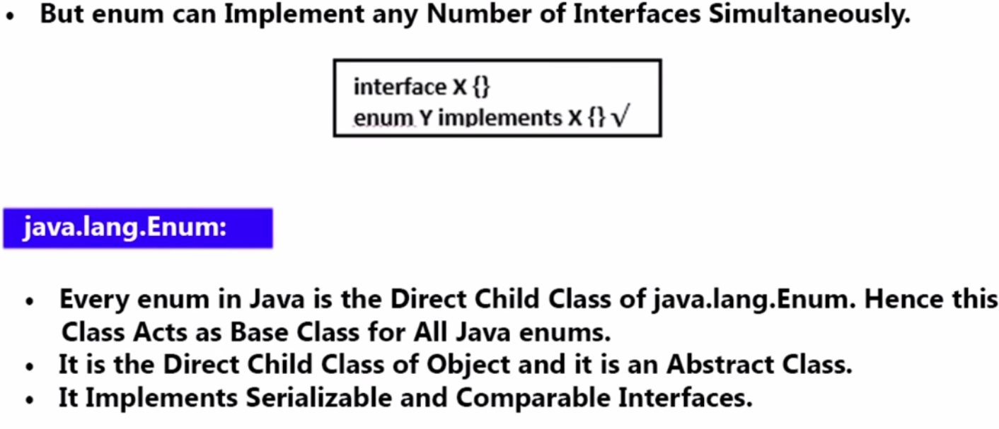 • But enum can Implement any Number of Interfaces Simultaneously.
interface X {}
enum Y implements X {} √
java.lang.Enum:
• Every enum in Java is the Direct Child Class of java.lang.Enum. Hence this
Class Acts as Base Class for All Java enums.
• It is the Direct Child Class of Object and it is an Abstract Class.
• It Implements Serializable and Comparable Interfaces.